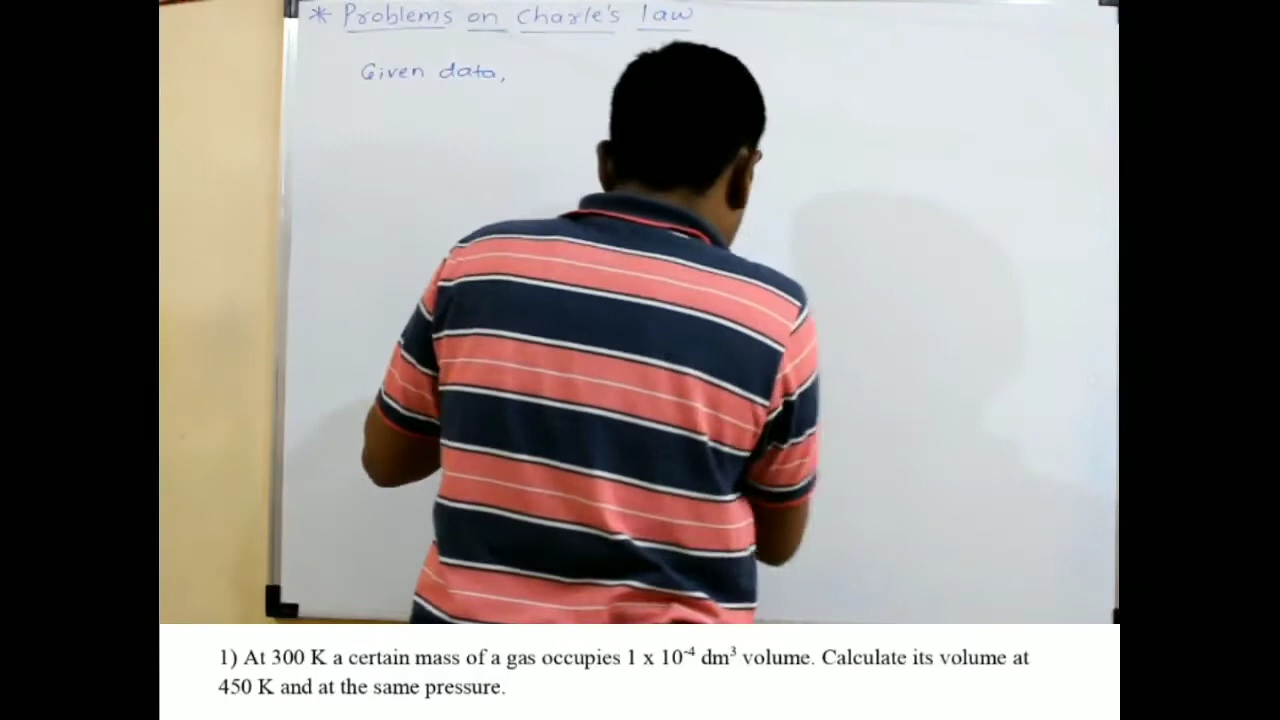 * Problems on Charle's law
Given data,
1) At 300 K a certain mass of a gas occupies 1 x 10⁻⁴ dm³ volume. Calculate its volume at
450 K and at the same pressure.